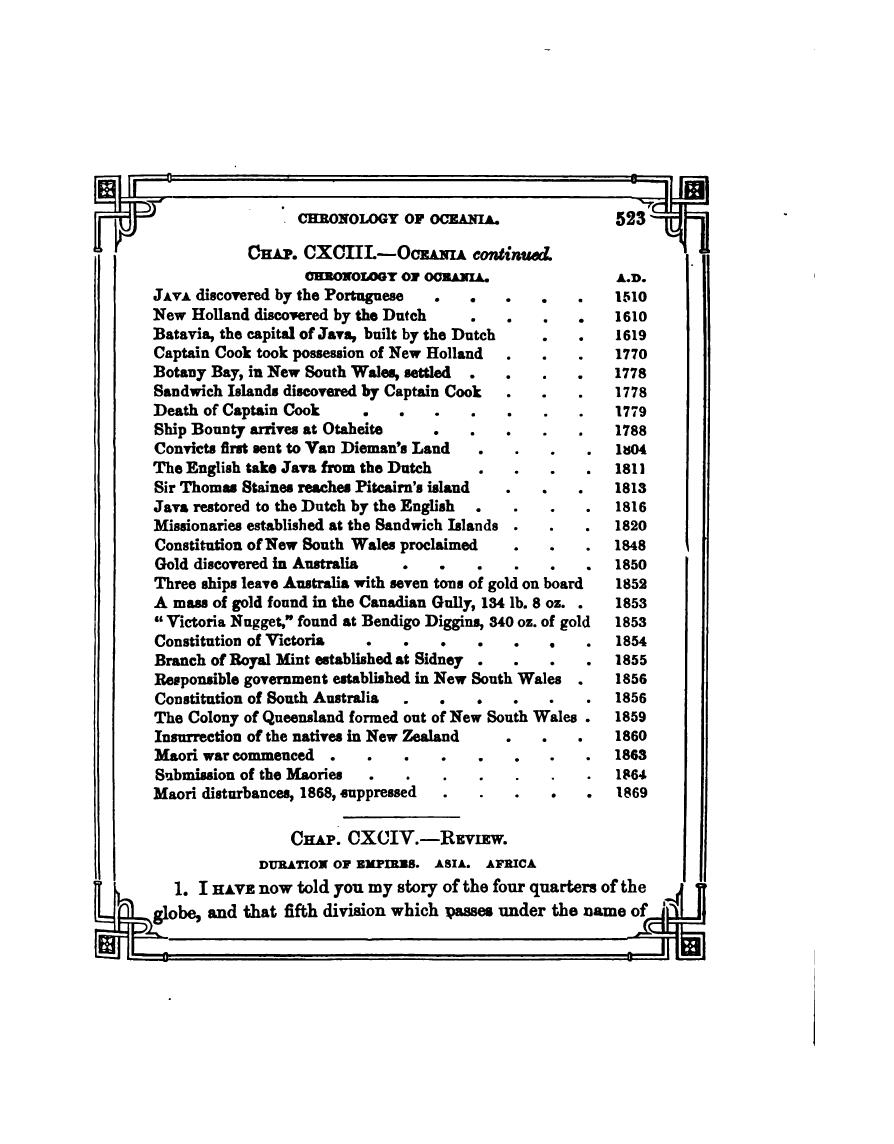 CHRONOLOGY OF OCEANIA. 523
CHAP. CXCIII.—OCEANIA continued.
CHRONOLOGY OF OCEANIA. A.D.
JAVA discovered by the Portuguese . . . . . 1510
New Holland discovered by the Dutch . . . . 1610
Batavia, the capital of Java, built by the Dutch . . 1619
Captain Cook took possession of New Holland . . . 1770
Botany Bay, in New South Wales, settled . . . . 1778
Sandwich Islands discovered by Captain Cook . . . 1778
Death of Captain Cook . . . . . . . 1779
Ship Bounty arrives at Otaheite . . . . . 1788
Convicts first sent to Van Dieman's Land . . . . 1804
The English take Java from the Dutch . . . . 1811
Sir Thomas Staines reaches Pitcairn's island . . . 1813
Java restored to the Dutch by the English . . . . 1816
Missionaries established at the Sandwich Islands . . . 1820
Constitution of New South Wales proclaimed . . . 1848
Gold discovered in Australia . . . . . . 1850
Three ships leave Australia with seven tons of gold on board 1852
A mass of gold found in the Canadian Gully, 134 lb. 8 oz. . 1853
"Victoria Nugget," found at Bendigo Diggins, 340 oz. of gold 1853
Constitution of Victoria . . . . . . . 1854
Branch of Royal Mint established at Sidney . . . . 1855
Responsible government established in New South Wales . 1856
Constitution of South Australia . . . . . . 1856
The Colony of Queensland formed out of New South Wales . 1859
Insurrection of the natives in New Zealand . . . 1860
Maori war commenced . . . . . . . . 1863
Submission of the Maories . . . . . . . 1864
Maori disturbances, 1868, suppressed . . . . . 1869
CHAP. CXCIV.—REVIEW.
DURATION OF EMPIRES. ASIA. AFRICA
1. I HAVE now told you my story of the four quarters of the
globe, and that fifth division which passes under the name of